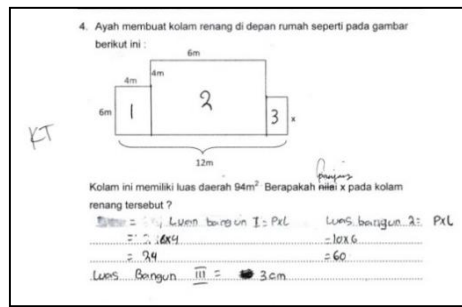 4. Ayah membuat kolam renang di depan rumah seperti pada gambar
berikut ini :
6m
4m
4m
6m
1
2
3
x
12m
KT
Kolam ini memiliki luas daerah 94m² Berapakah nilai x pada kolam
panjang
renang tersebut ?
= Luas bangun I = PxL
Luas bangun 2 = PxL
= 6x4
= 10x6
= 24
= 60
Luas Bangun III = 3cm